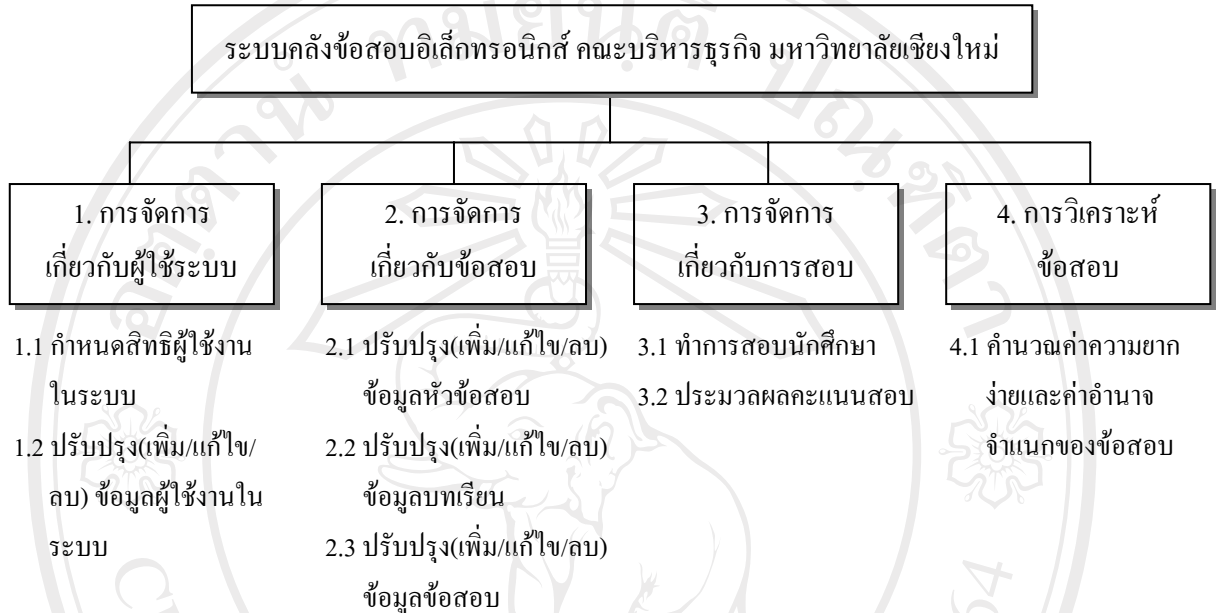 ระบบคลังข้อสอบอิเล็กทรอนิกส์ คณะบริหารธุรกิจ มหาวิทยาลัยเชียงใหม่
1. การจัดการ
เกี่ยวกับผู้ใช้ระบบ
2. การจัดการ
เกี่ยวกับข้อสอบ
3. การจัดการ
เกี่ยวกับการสอบ
4. การวิเคราะห์
ข้อสอบ
1.1 กำหนดสิทธิผู้ใช้งาน
ในระบบ
1.2 ปรับปรุง(เพิ่ม/แก้ไข/
ลบ) ข้อมูลผู้ใช้งานใน
ระบบ
2.1 ปรับปรุง(เพิ่ม/แก้ไข/ลบ)
ข้อมูลหัวข้อสอบ
2.2 ปรับปรุง(เพิ่ม/แก้ไข/ลบ)
ข้อมูลบทเรียน
2.3 ปรับปรุง(เพิ่ม/แก้ไข/ลบ)
ข้อมูลข้อสอบ
3.1 ทำการสอบนักศึกษา
3.2 ประมวลผลคะแนนสอบ
4.1 คำนวณค่าความยาก
ง่ายและค่าอำนาจ
จำแนกของข้อสอบ